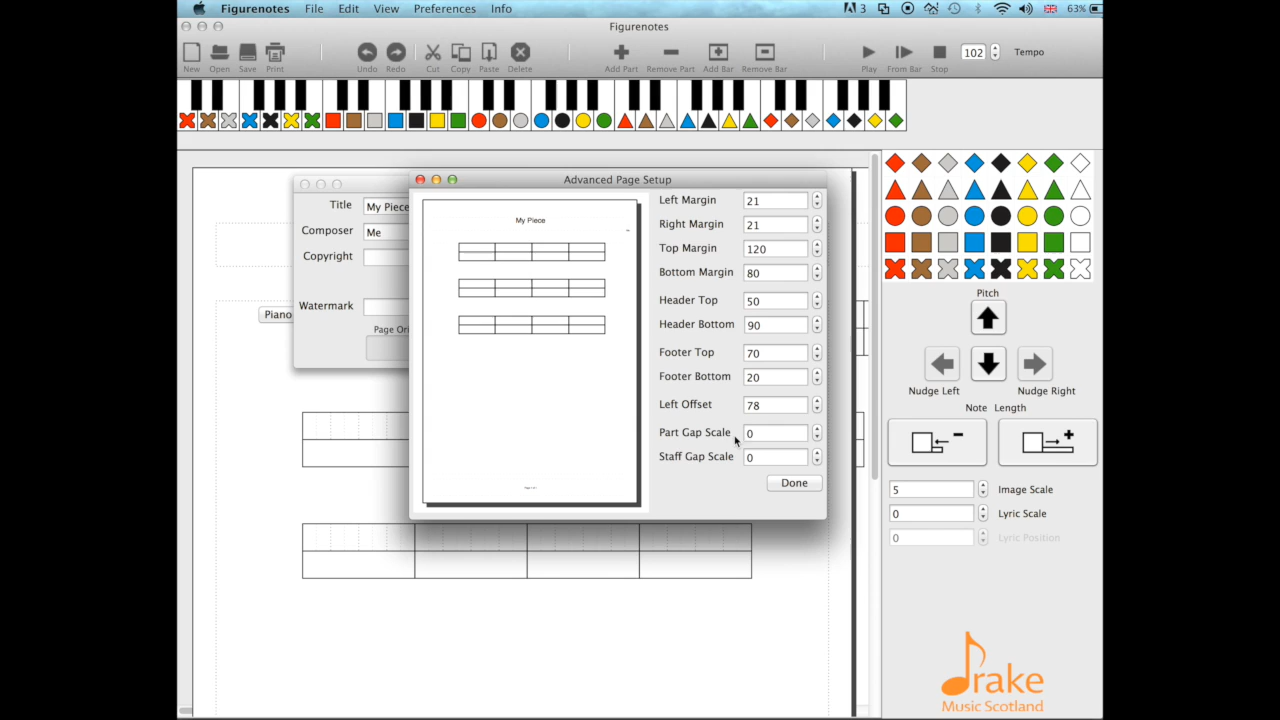 Figurenotes File Edit View Preferences Info 3 63%
Figurenotes
New Open Save Print Undo Redo Cut Copy Paste Delete Add Part Remove Part Add Bar Remove Bar Play From Bar Stop 102 Tempo
Title My Piece
Composer Me
Copyright
Watermark
Page Ori
Piano
Advanced Page Setup
My Piece
Left Margin 21
Right Margin 21
Top Margin 120
Bottom Margin 80
Header Top 50
Header Bottom 90
Footer Top 70
Footer Bottom 20
Left Offset 78
Part Gap Scale 0
Staff Gap Scale 0
Done
Pitch
Nudge Left Nudge Right
Note Length
- +
5 Image Scale
0 Lyric Scale
0 Lyric Position
Drake
Music Scotland